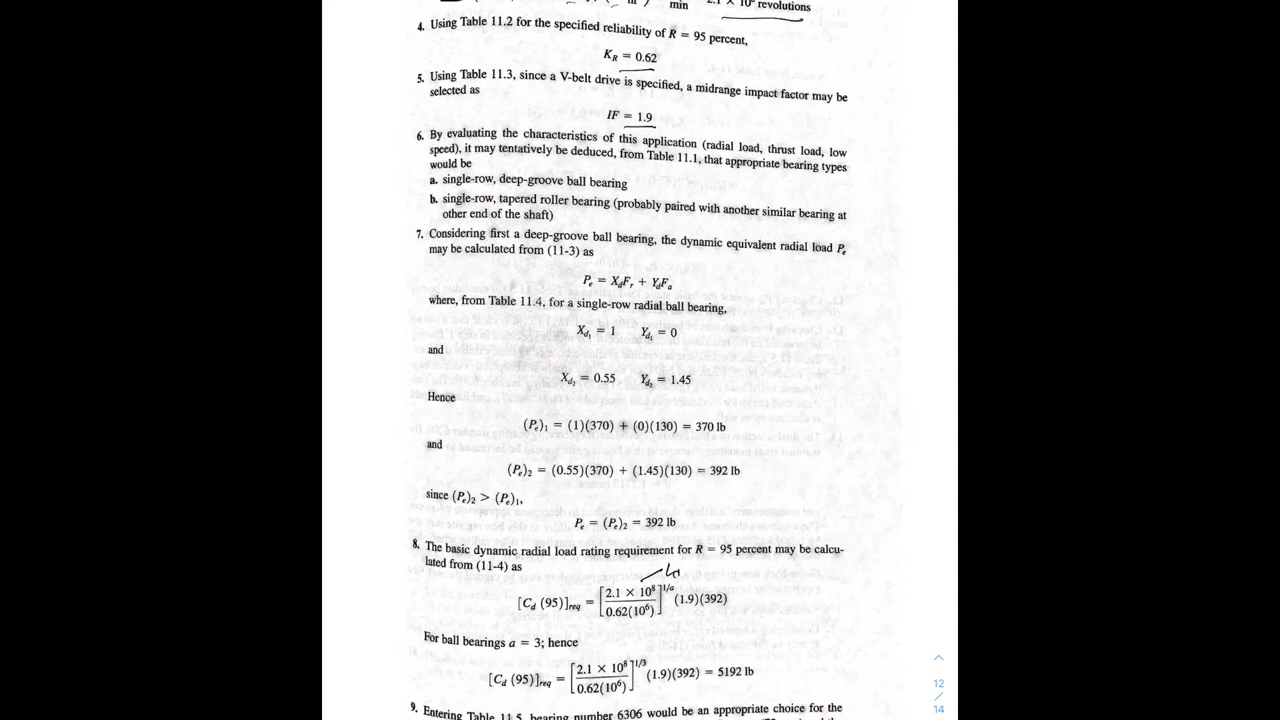 min 2.1 × 10⁸ revolutions
4. Using Table 11.2 for the specified reliability of R = 95 percent,
K_R = 0.62
5. Using Table 11.3, since a V-belt drive is specified, a midrange impact factor may be
selected as
IF = 1.9
6. By evaluating the characteristics of this application (radial load, thrust load, low
speed), it may tentatively be deduced, from Table 11.1, that appropriate bearing types
would be
a. single-row, deep-groove ball bearing
b. single-row, tapered roller bearing (probably paired with another similar bearing at
other end of the shaft)
7. Considering first a deep-groove ball bearing, the dynamic equivalent radial load P_e
may be calculated from (11-3) as
P_e = X_d F_r + Y_d F_a
where, from Table 11.4, for a single-row radial ball bearing,
X_d₁ = 1 Y_d₁ = 0
and
X_d₂ = 0.55 Y_d₂ = 1.45
Hence
(P_e)₁ = (1)(370) + (0)(130) = 370 lb
and
(P_e)₂ = (0.55)(370) + (1.45)(130) = 392 lb
since (P_e)₂ > (P_e)₁,
P_e = (P_e)₂ = 392 lb
8. The basic dynamic radial load rating requirement for R = 95 percent may be calcu-
lated from (11-4) as
[C_d (95)]_req = [2.1 × 10⁸ / 0.62(10⁶)]^1/a (1.9)(392)
For ball bearings a = 3; hence
[C_d (95)]_req = [2.1 × 10⁸ / 0.62(10⁶)]^1/3 (1.9)(392) = 5192 lb
9. Entering Table 11.5, bearing number 6306 would be an appropriate choice for the
12
/
14